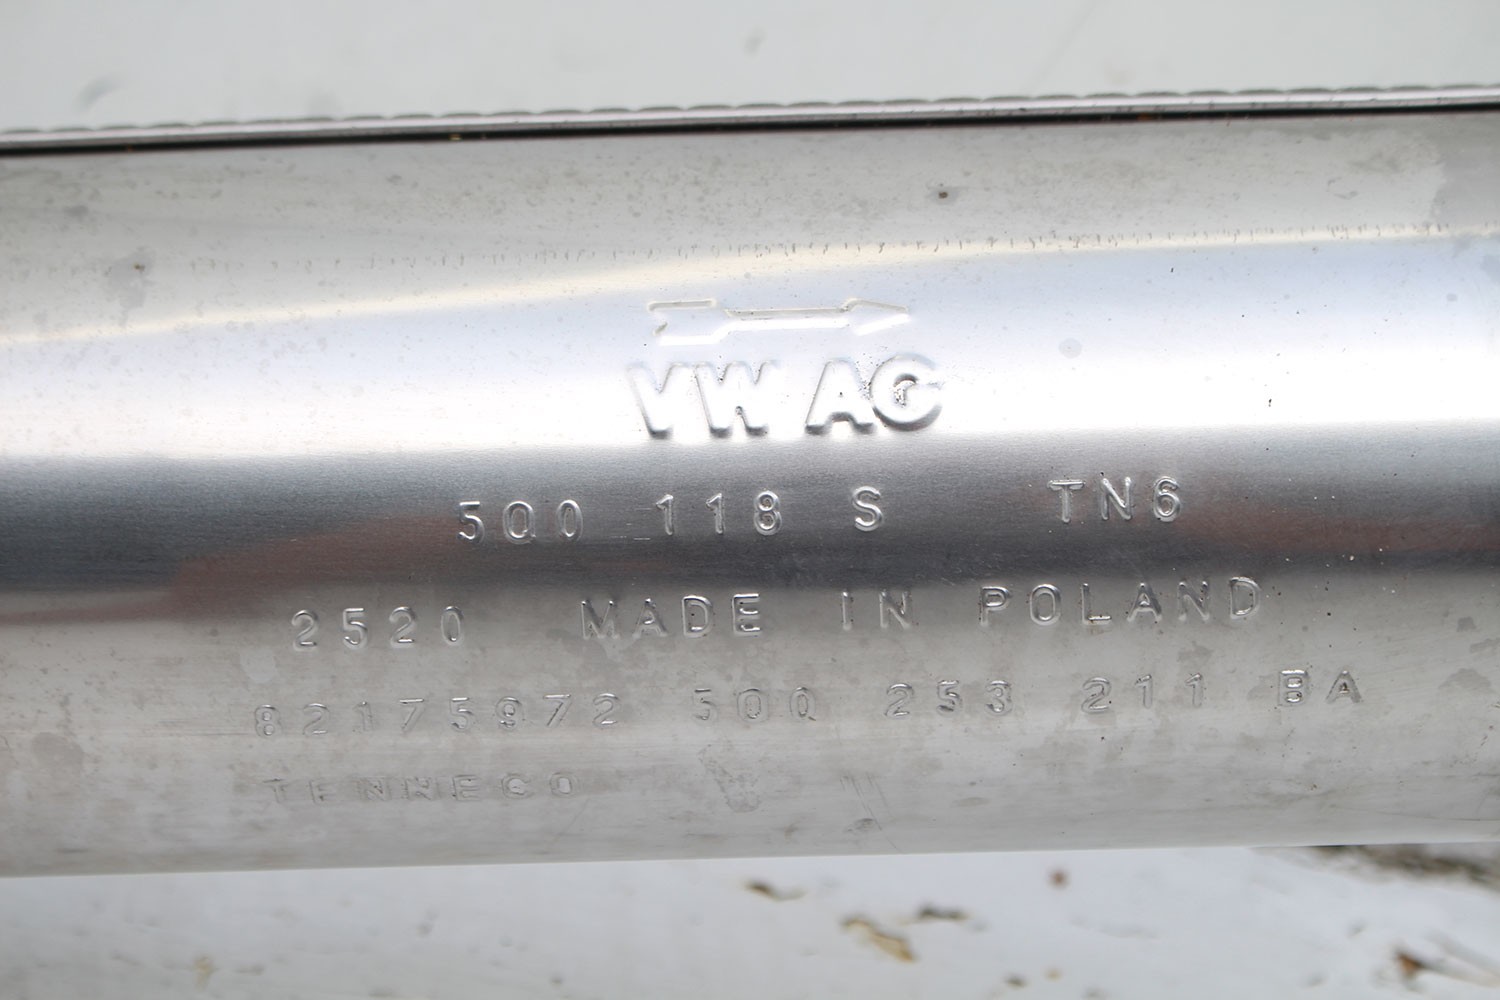 VW AG
5Q0 118 S TN6
2520 MADE IN POLAND
82175972 5Q0 253 211 BA
TENNECO